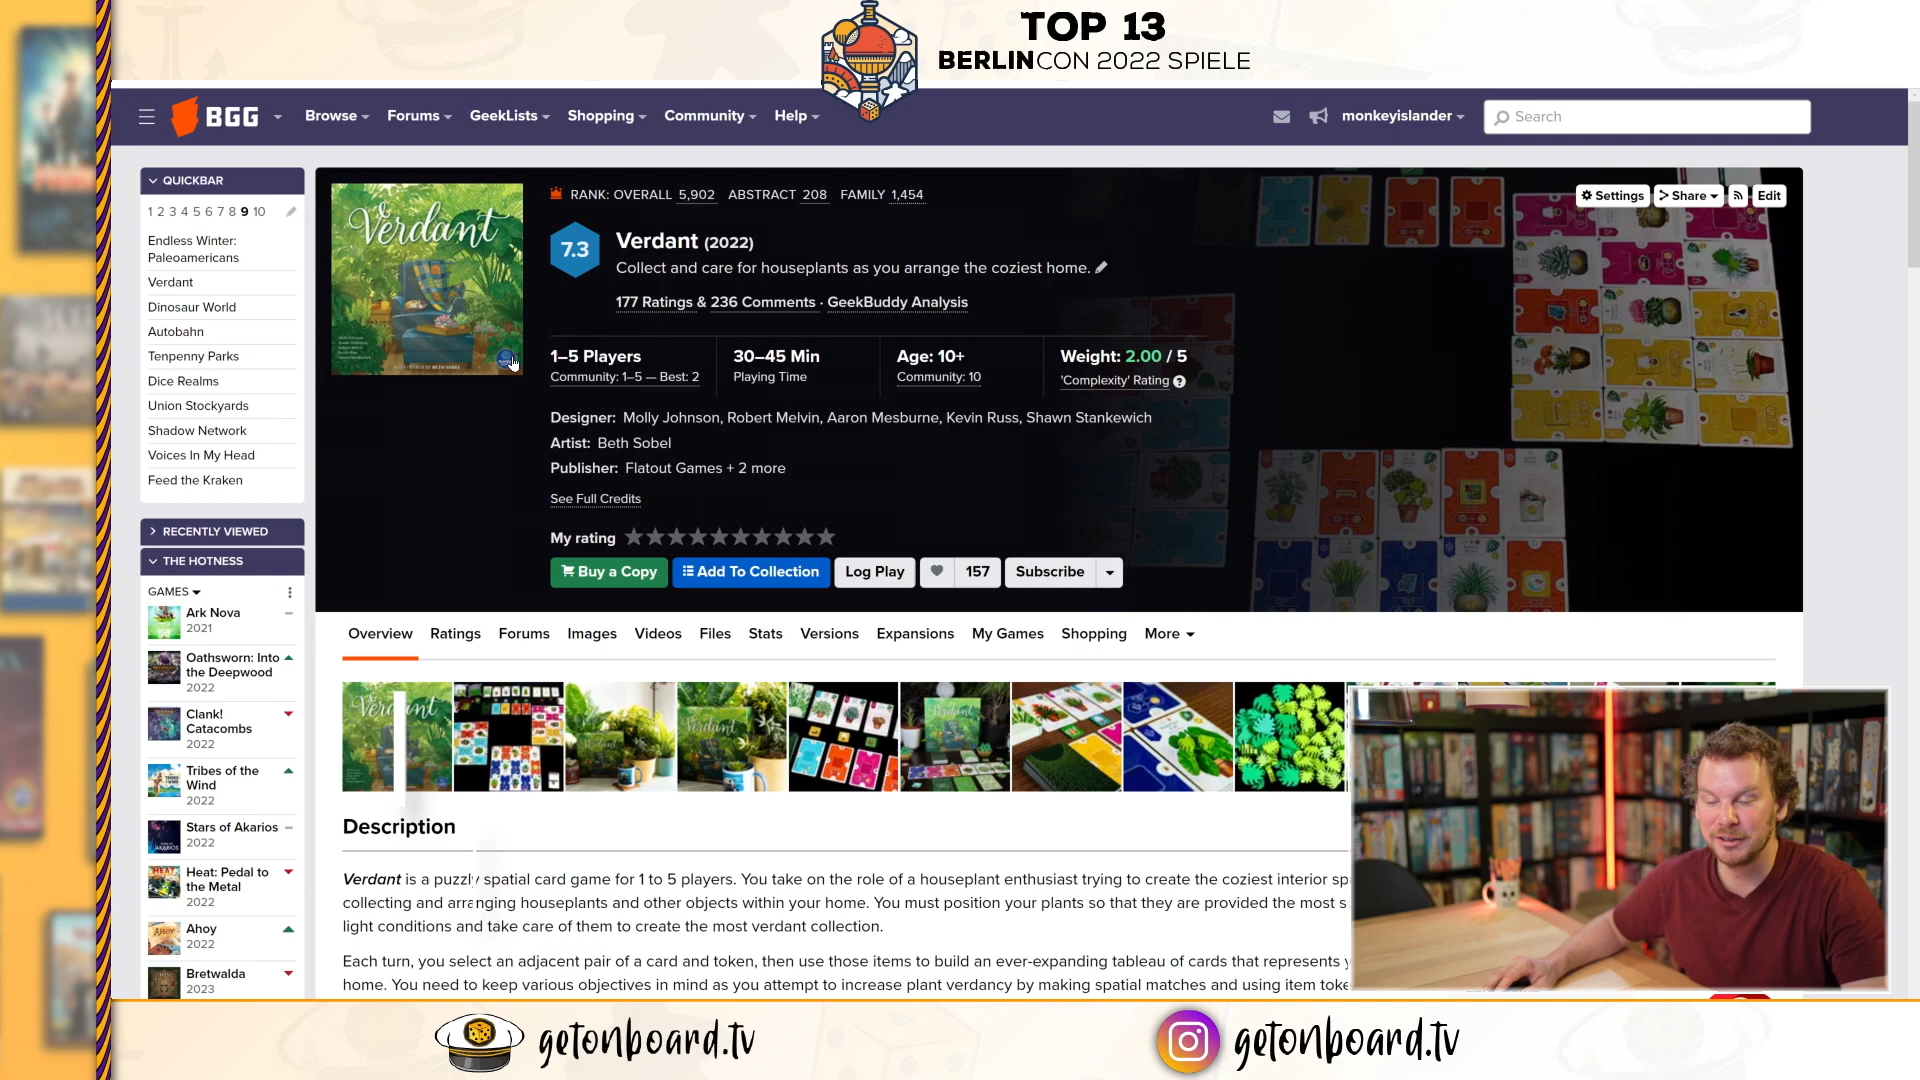 TOP 13
BERLINCON 2022 SPIELE
BGG
Browse
Forums
GeekLists
Shopping
Community
Help
monkeyislander
Search
QUICKBAR
1 2 3 4 5 6 7 8 9 10
Endless Winter:
Paleoamericans
Verdant
Dinosaur World
Autobahn
Tenpenny Parks
Dice Realms
Union Stockyards
Shadow Network
Voices In My Head
Feed the Kraken
RECENTLY VIEWED
THE HOTNESS
GAMES
Ark Nova
2021
Oathsworn: Into
the Deepwood
2022
Clank!
Catacombs
2022
Tribes of the
Wind
2022
Stars of Akarios
2022
Heat: Pedal to
the Metal
2022
Ahoy
2022
Bretwalda
2023
Verdant
RANK: OVERALL 5,902 ABSTRACT 208 FAMILY 1,454
Settings
Share
Edit
7.3
Verdant (2022)
Collect and care for houseplants as you arrange the coziest home.
177 Ratings & 236 Comments · GeekBuddy Analysis
1–5 Players
Community: 1–5 — Best: 2
30–45 Min
Playing Time
Age: 10+
Community: 10
Weight: 2.00 / 5
'Complexity' Rating ?
Designer: Molly Johnson, Robert Melvin, Aaron Mesburne, Kevin Russ, Shawn Stankewich
Artist: Beth Sobel
Publisher: Flatout Games + 2 more
See Full Credits
My rating
Buy a Copy
Add To Collection
Log Play
157
Subscribe
Overview
Ratings
Forums
Images
Videos
Files
Stats
Versions
Expansions
My Games
Shopping
More
Description
Verdant is a puzzly spatial card game for 1 to 5 players. You take on the role of a houseplant enthusiast trying to create the coziest interior sp
collecting and arranging houseplants and other objects within your home. You must position your plants so that they are provided the most s
light conditions and take care of them to create the most verdant collection.
Each turn, you select an adjacent pair of a card and token, then use those items to build an ever-expanding tableau of cards that represents y
home. You need to keep various objectives in mind as you attempt to increase plant verdancy by making spatial matches and using item toke
getonboard.tv
getonboard.tv